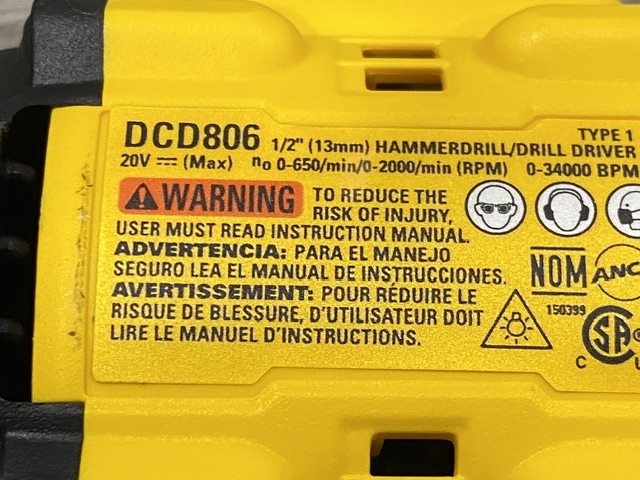 DCD806 1/2" (13mm) HAMMERDRILL/DRILL DRIVER TYPE 1
20V ⎓ (Max) n₀ 0-650/min/0-2000/min (RPM) 0-34000 BPM
⚠WARNING TO REDUCE THE
RISK OF INJURY,
USER MUST READ INSTRUCTION MANUAL.
ADVERTENCIA: PARA EL MANEJO
SEGURO LEA EL MANUAL DE INSTRUCCIONES.
AVERTISSEMENT: POUR RÉDUIRE LE
RISQUE DE BLESSURE, D'UTILISATEUR DOIT
LIRE LE MANUEL D'INSTRUCTIONS.
NOM ANC
150399
SA
C